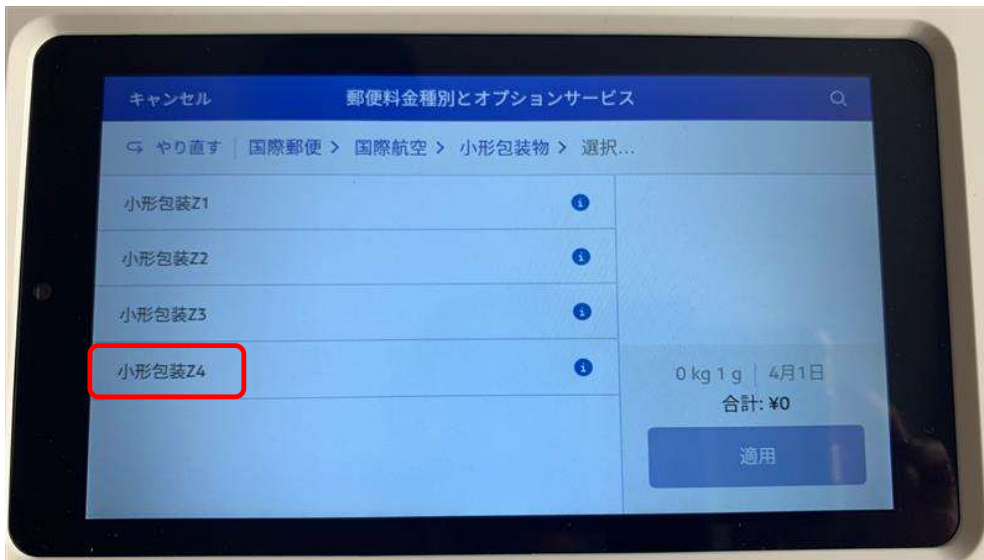 キャンセル 郵便料金種別とオプションサービス
やり直す 国際郵便 > 国際航空 > 小形包装物 > 選択...
小形包装Z1
小形包装Z2
小形包装Z3
小形包装Z4
0 kg 1 g | 4月1日
合計: ¥0
適用